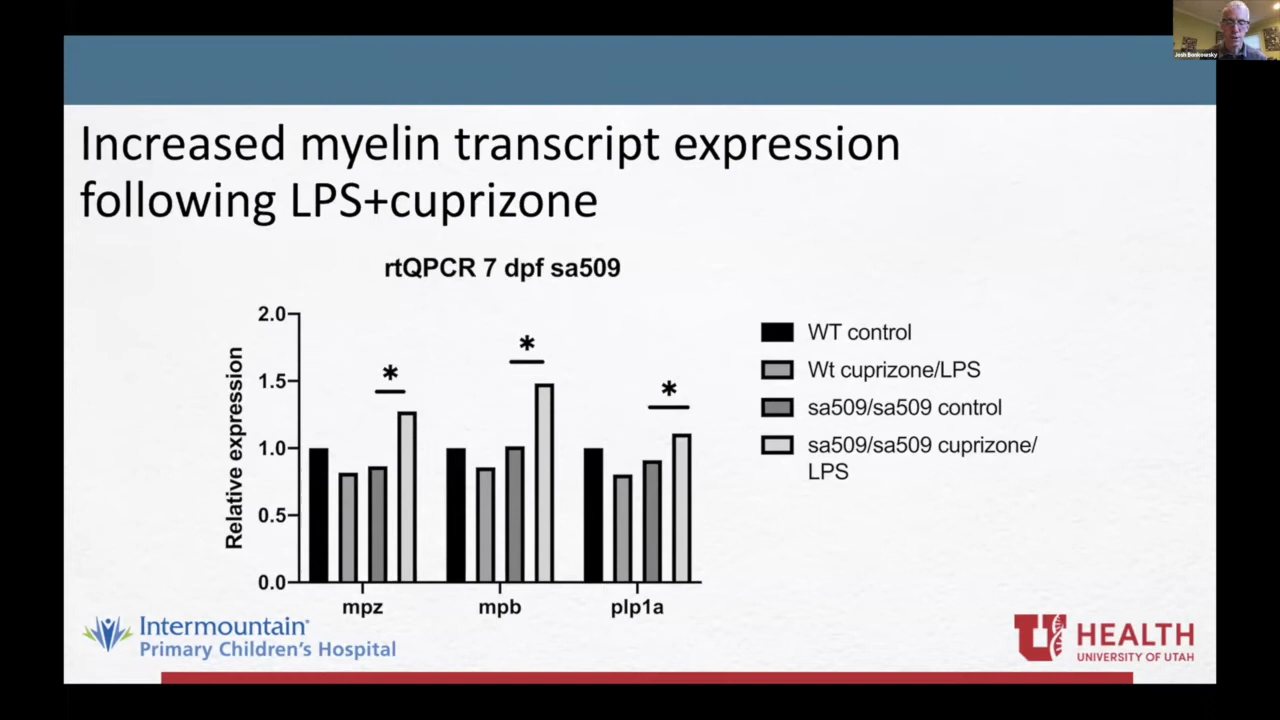 Josh Bonkowsky
Increased myelin transcript expression
following LPS+cuprizone
rtQPCR 7 dpf sa509
Relative expression
2.0
1.5
1.0
0.5
0.0
*
*
*
mpz
mpb
plp1a
WT control
Wt cuprizone/LPS
sa509/sa509 control
sa509/sa509 cuprizone/
LPS
Intermountain®
Primary Children's Hospital
U HEALTH
UNIVERSITY OF UTAH